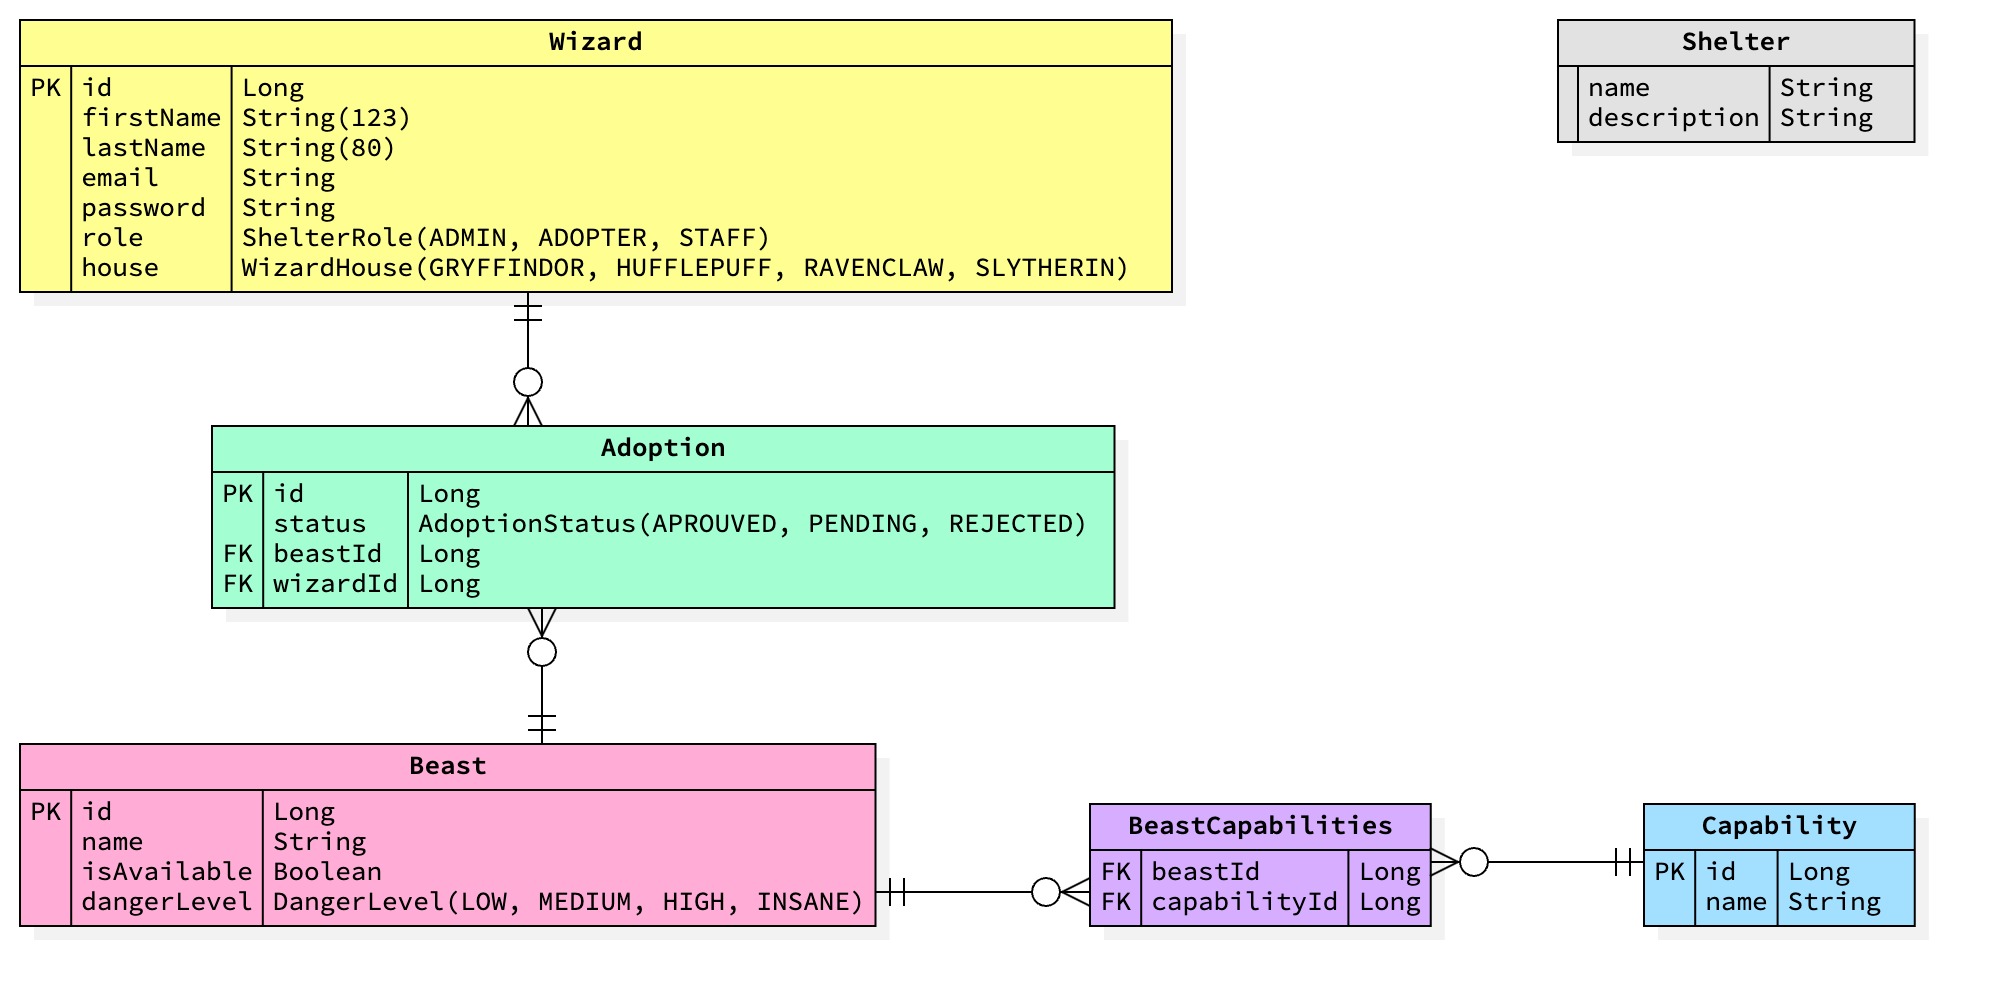 Wizard
PK id Long
firstName String(123)
lastName String(80)
email String
password String
role ShelterRole(ADMIN, ADOPTER, STAFF)
house WizardHouse(GRYFFINDOR, HUFFLEPUFF, RAVENCLAW, SLYTHERIN)
Shelter
name String
description String
Adoption
PK id Long
status AdoptionStatus(APROUVED, PENDING, REJECTED)
FK beastId Long
FK wizardId Long
Beast
PK id Long
name String
isAvailable Boolean
dangerLevel DangerLevel(LOW, MEDIUM, HIGH, INSANE)
BeastCapabilities
FK beastId Long
FK capabilityId Long
Capability
PK id Long
name String